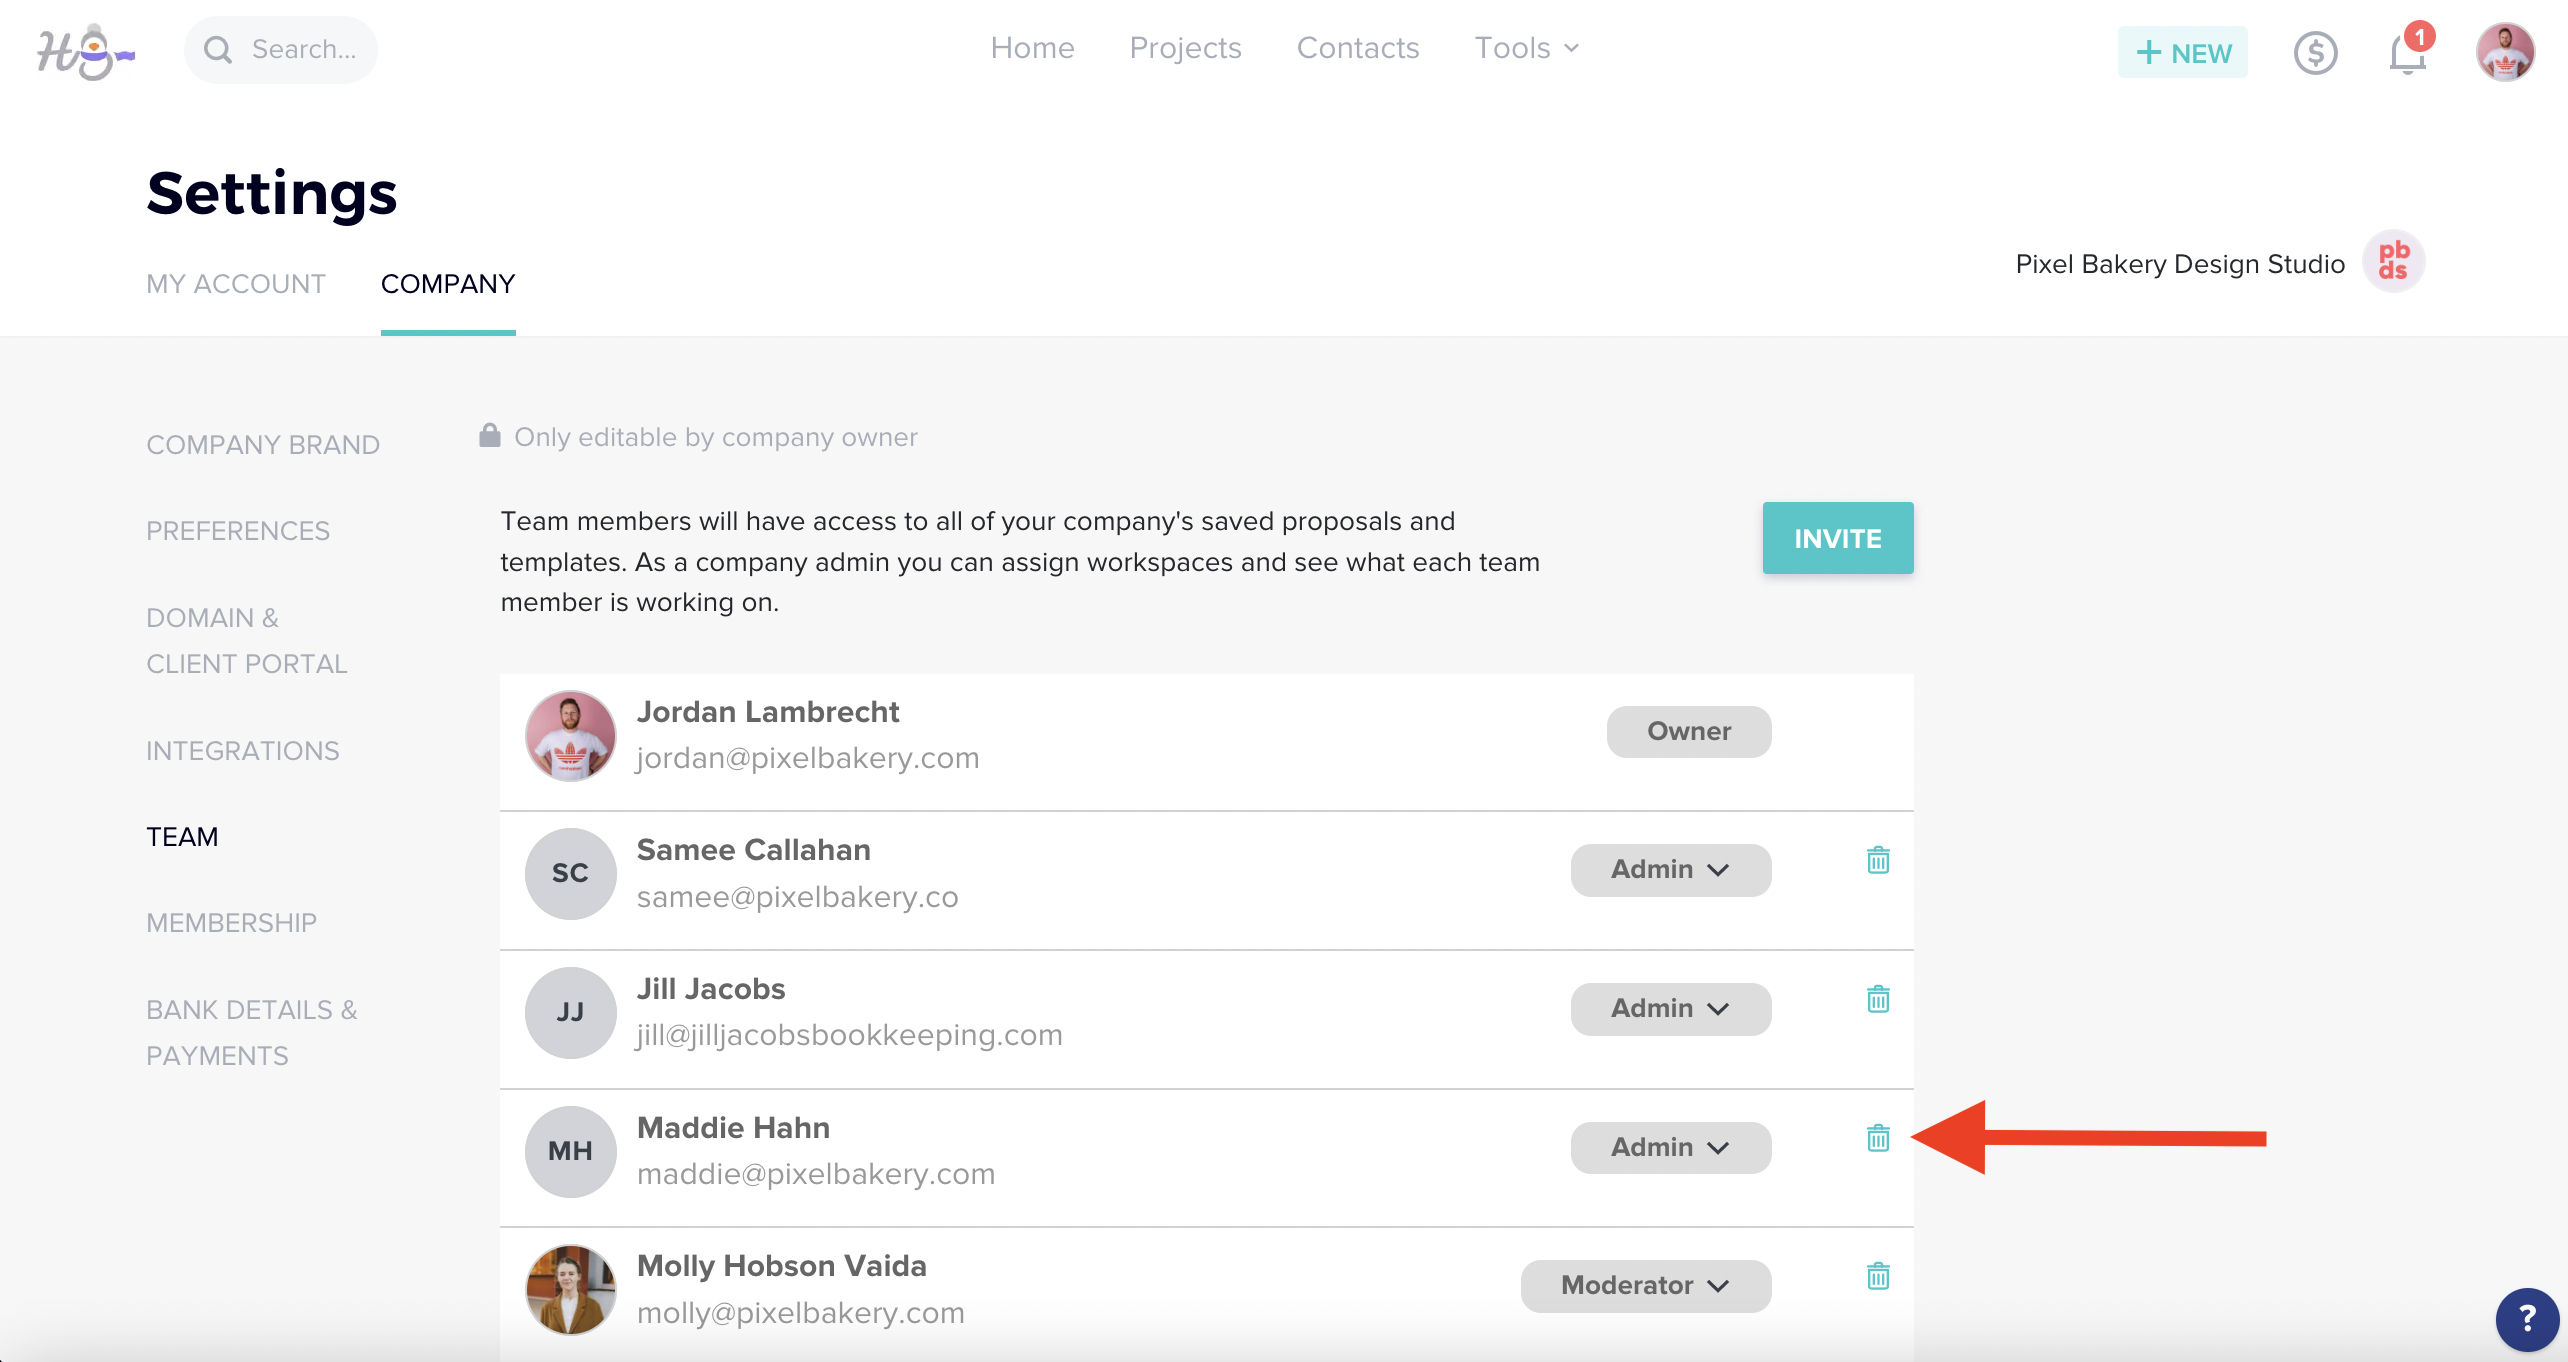 Search...
Home
Projects
Contacts
Tools
+ NEW
1
Settings
MY ACCOUNT
COMPANY
Pixel Bakery Design Studio
pb
ds
COMPANY BRAND
PREFERENCES
DOMAIN &
CLIENT PORTAL
INTEGRATIONS
TEAM
MEMBERSHIP
BANK DETAILS &
PAYMENTS
Only editable by company owner
Team members will have access to all of your company's saved proposals and
templates. As a company admin you can assign workspaces and see what each team
member is working on.
INVITE
Jordan Lambrecht
jordan@pixelbakery.com
Owner
SC
Samee Callahan
samee@pixelbakery.co
Admin
JJ
Jill Jacobs
jill@jilljacobsbookkeeping.com
Admin
MH
Maddie Hahn
maddie@pixelbakery.com
Admin
Molly Hobson Vaida
molly@pixelbakery.com
Moderator
?